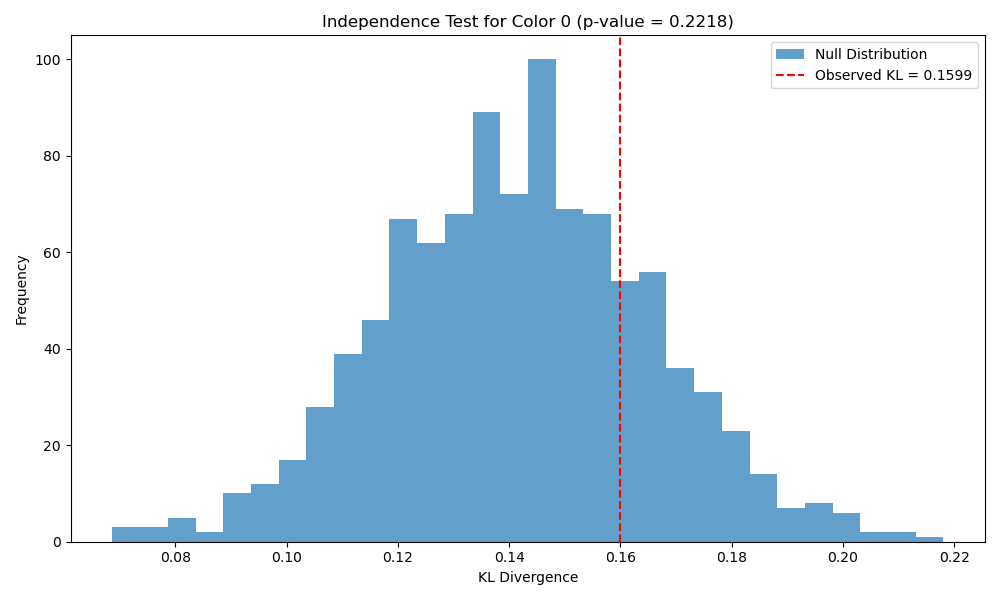 Independence Test for Color 0 (p-value = 0.2218)
Null Distribution
Observed KL = 0.1599
Frequency
100
80
60
40
20
0
0.08 0.10 0.12 0.14 0.16 0.18 0.20 0.22
KL Divergence